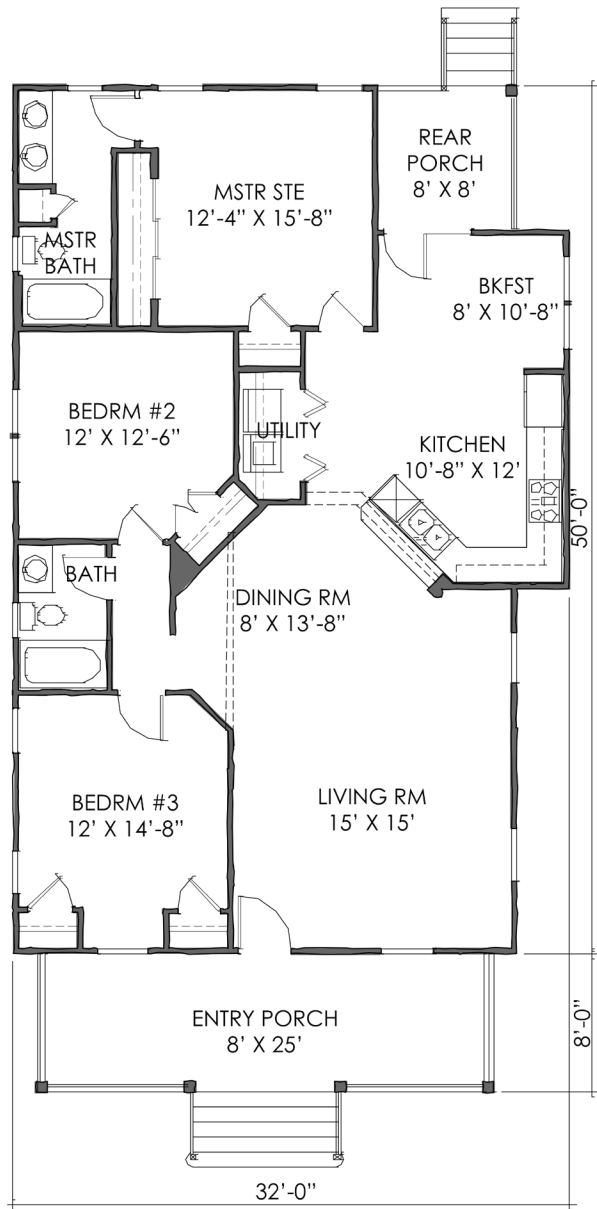 REAR
PORCH
8' X 8'
MSTR STE
12'-4" X 15'-8"
MSTR
BATH
BKFST
8' X 10'-8"
BEDRM #2
12' X 12'-6"
UTILITY
KITCHEN
10'-8" X 12'
50'-0"
BATH
DINING RM
8' X 13'-8"
LIVING RM
15' X 15'
BEDRM #3
12' X 14'-8"
ENTRY PORCH
8' X 25'
8'-0"
32'-0"